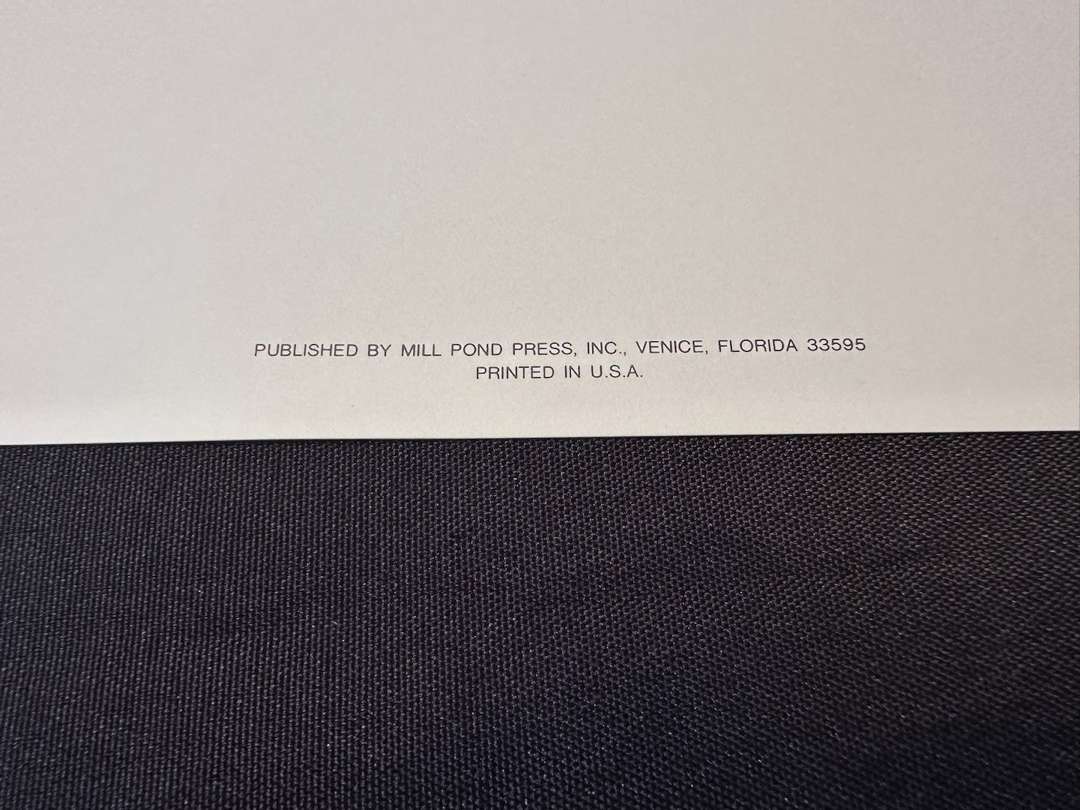 PUBLISHED BY MILL POND PRESS, INC., VENICE, FLORIDA 33595
PRINTED IN U.S.A.